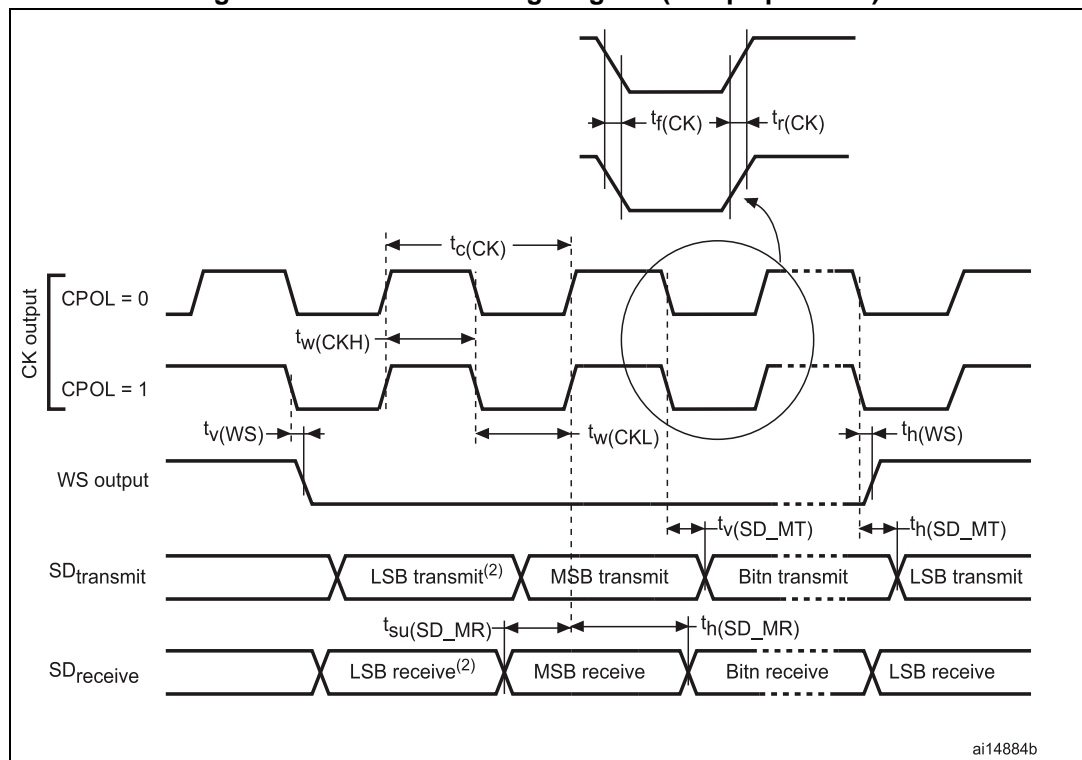 tf(CK)
tr(CK)
tc(CK)
CK output
CPOL = 0
tw(CKH)
CPOL = 1
tv(WS)
tw(CKL)
th(WS)
WS output
tv(SD_MT)
th(SD_MT)
SDtransmit
LSB transmit(2)
MSB transmit
Bitn transmit
LSB transmit
tsu(SD_MR)
th(SD_MR)
SDreceive
LSB receive(2)
MSB receive
Bitn receive
LSB receive
ai14884b